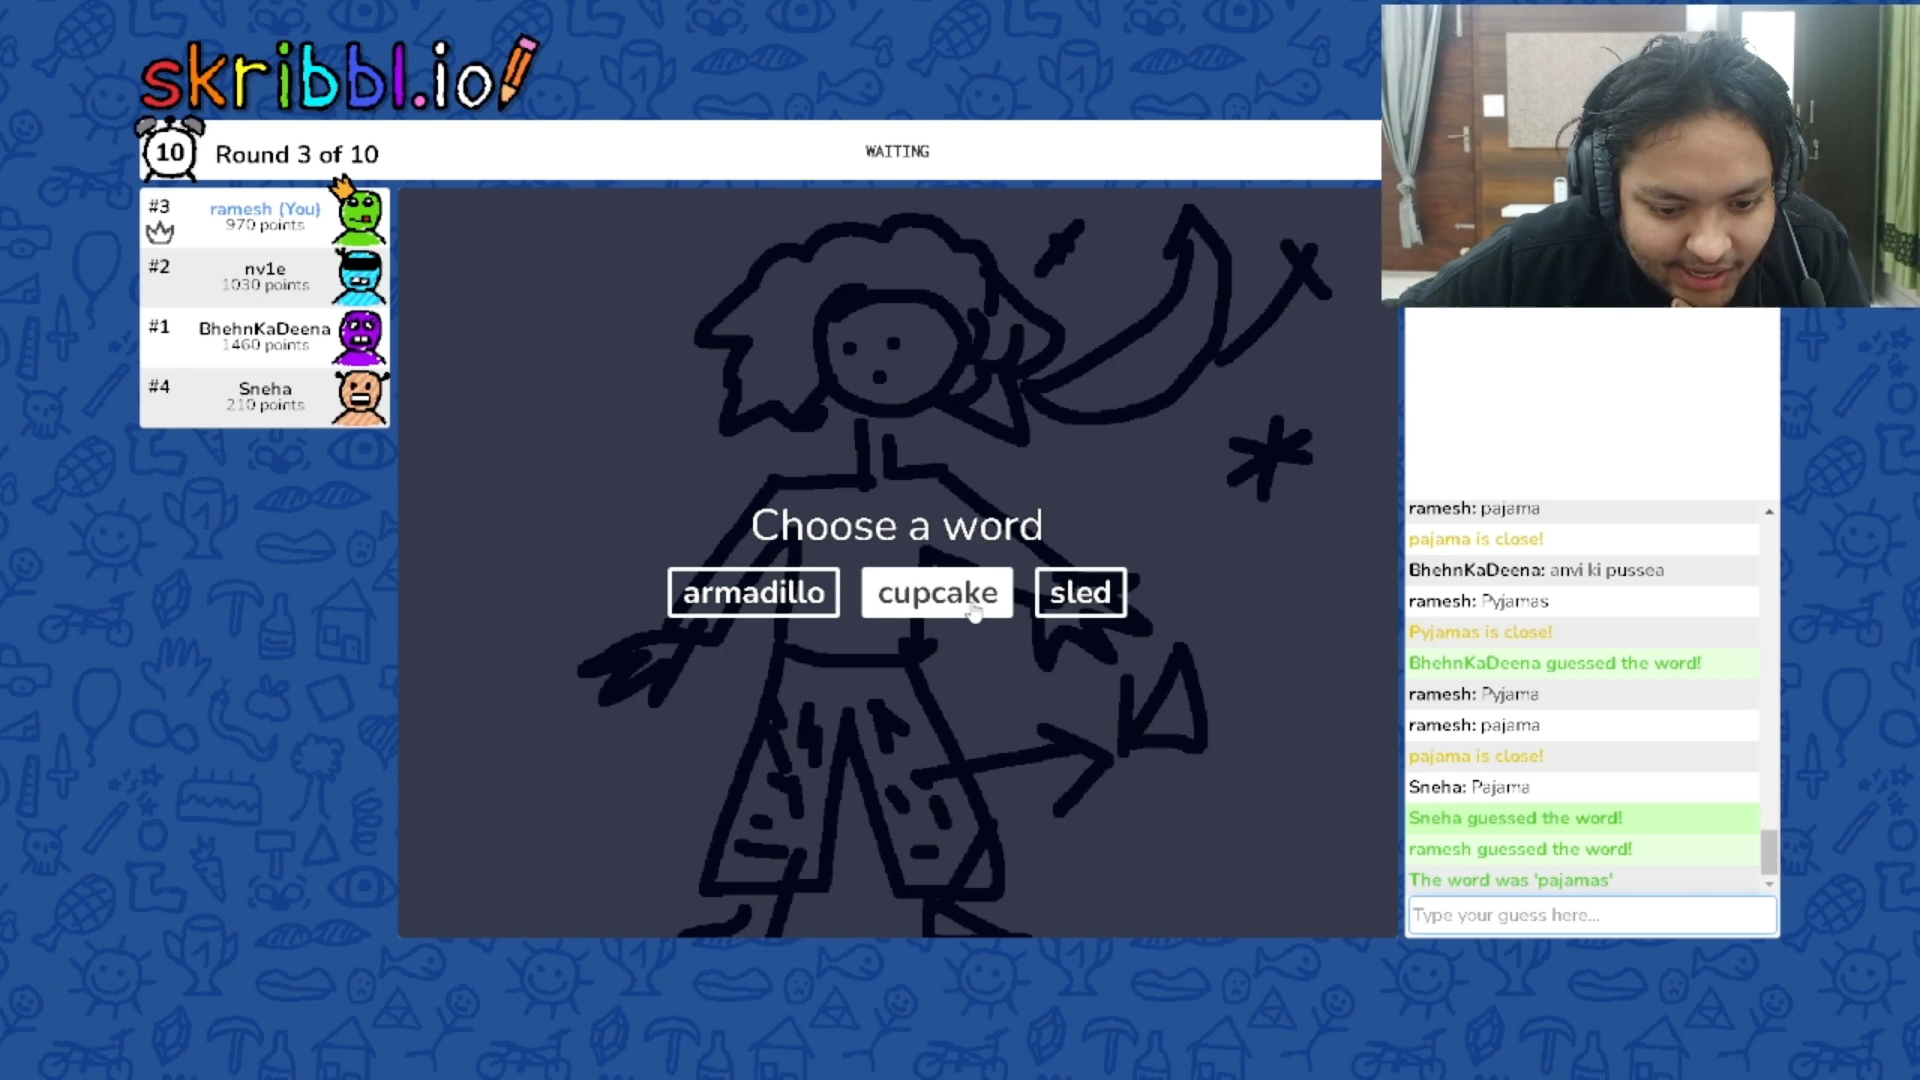 skribbl.io
10
Round 3 of 10
WAITING
#3
ramesh (You)
970 points
#2
nv1e
1030 points
#1
BhehnKaDeena
1460 points
#4
Sneha
210 points
Choose a word
armadillo
cupcake
sled
ramesh: pajama
pajama is close!
BhehnKaDeena: anvi ki pussea
ramesh: Pyjamas
Pyjamas is close!
BhehnKaDeena guessed the word!
ramesh: Pyjama
ramesh: pajama
pajama is close!
Sneha: Pajama
Sneha guessed the word!
ramesh guessed the word!
The word was 'pajamas'
Type your guess here...